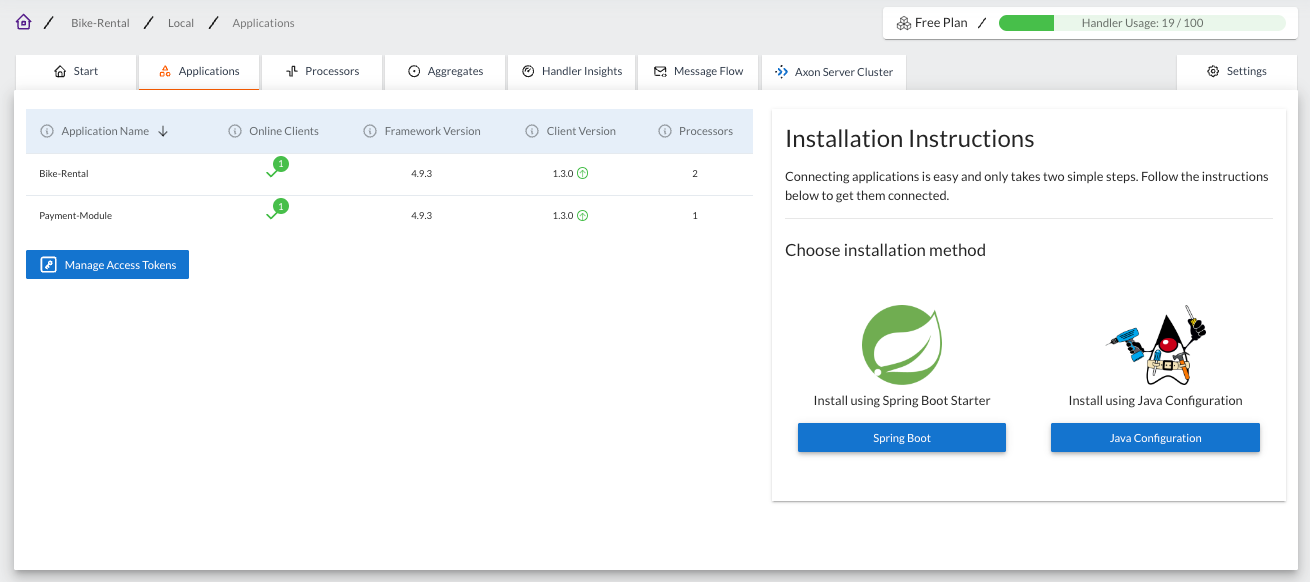 Bike-Rental / Local / Applications
Free Plan / Handler Usage: 19 / 100
Start Applications Processors Aggregates Handler Insights Message Flow Axon Server Cluster Settings
Application Name Online Clients Framework Version Client Version Processors
Bike-Rental 1 4.9.3 1.3.0 2
Payment-Module 1 4.9.3 1.3.0 1
Manage Access Tokens
Installation Instructions
Connecting applications is easy and only takes two simple steps. Follow the instructions
below to get them connected.
Choose installation method
Install using Spring Boot Starter Install using Java Configuration
Spring Boot Java Configuration